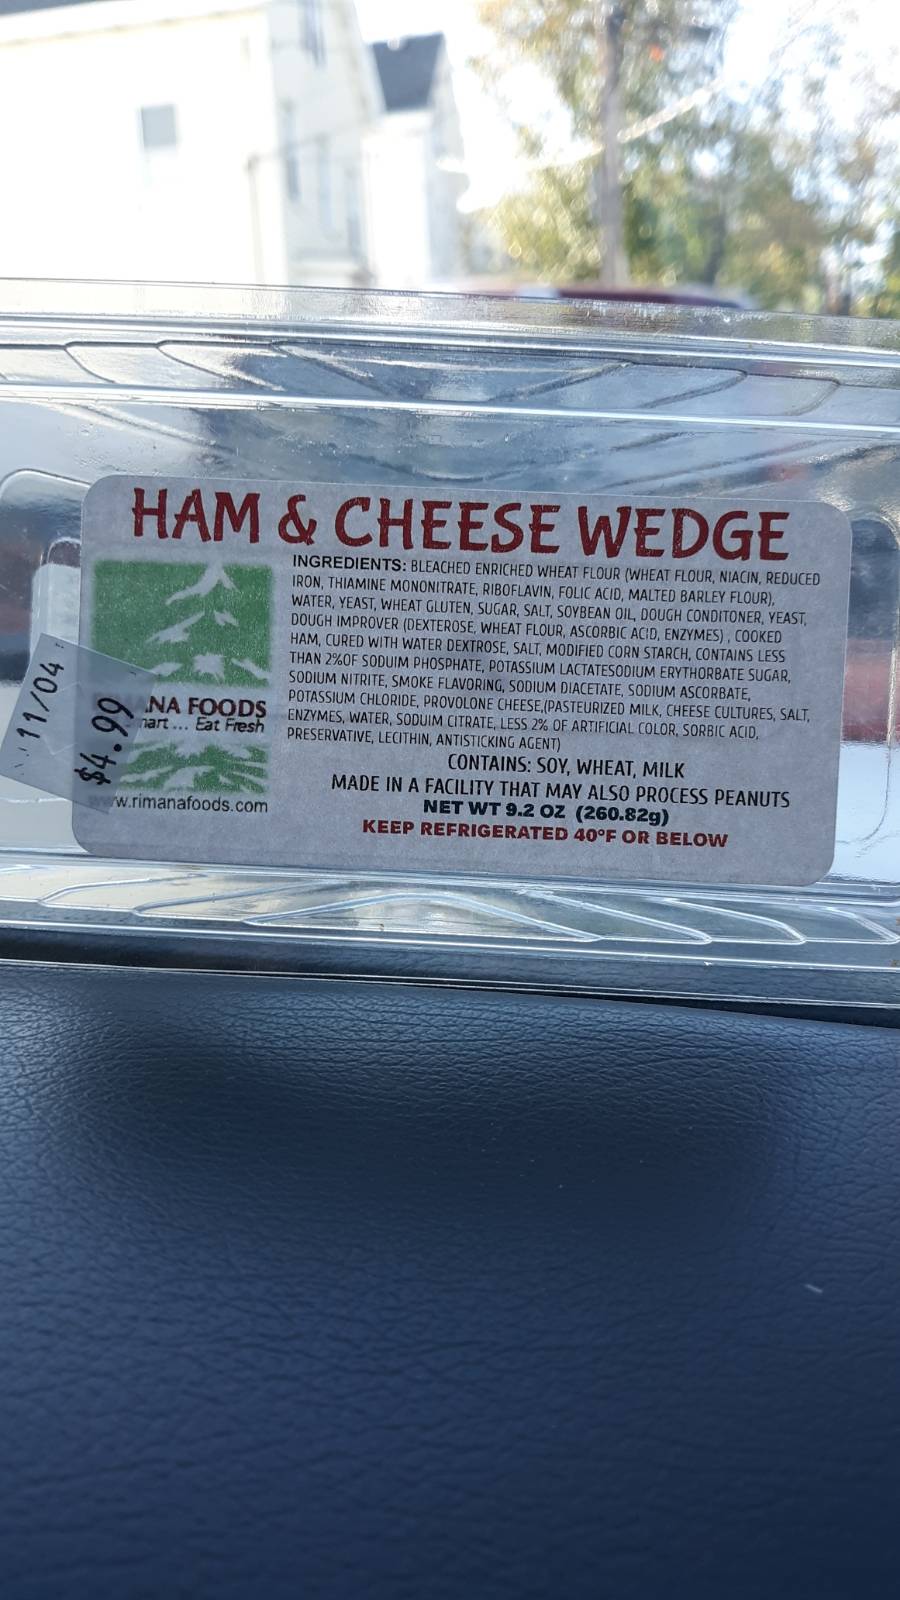 HAM & CHEESE WEDGE
INGREDIENTS: BLEACHED ENRICHED WHEAT FLOUR (WHEAT FLOUR, NIACIN, REDUCED
IRON, THIAMINE MONONITRATE, RIBOFLAVIN, FOLIC ACID, MALTED BARLEY FLOUR),
WATER, YEAST, WHEAT GLUTEN, SUGAR, SALT, SOYBEAN OIL, DOUGH CONDITONER, YEAST,
DOUGH IMPROVER (DEXTEROSE, WHEAT FLOUR, ASCORBIC ACID, ENZYMES) , COOKED
HAM, CURED WITH WATER DEXTROSE, SALT, MODIFIED CORN STARCH, CONTAINS LESS
THAN 2%OF SODUIM PHOSPHATE, POTASSIUM LACTATESODIUM ERYTHORBATE SUGAR,
SODIUM NITRITE, SMOKE FLAVORING, SODIUM DIACETATE, SODIUM ASCORBATE,
POTASSIUM CHLORIDE, PROVOLONE CHEESE,(PASTEURIZED MILK, CHEESE CULTURES, SALT,
ENZYMES, WATER, SODUIM CITRATE, LESS 2% OF ARTIFICIAL COLOR, SORBIC ACID,
PRESERVATIVE, LECITHIN, ANTISTICKING AGENT)
CONTAINS: SOY, WHEAT, MILK
MADE IN A FACILITY THAT MAY ALSO PROCESS PEANUTS
NET WT 9.2 OZ (260.82g)
KEEP REFRIGERATED 40°F OR BELOW
FOODS
... Eat Fresh
www.rimanafoods.com
11/04
$4.99